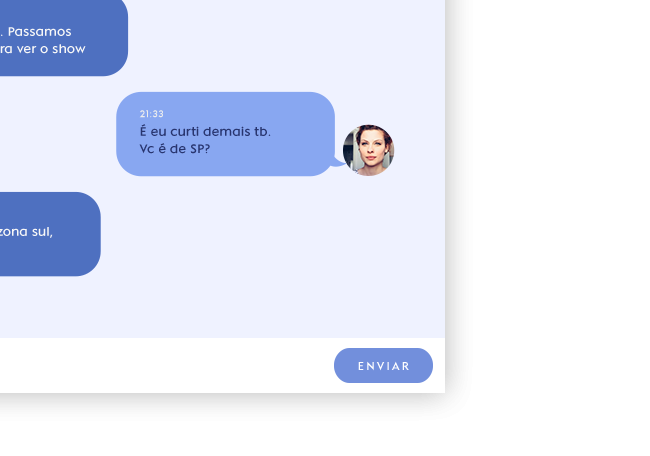 . Passamos
ra ver o show
21:33
É eu curti demais tb.
Vc é de SP?
zona sul,
ENVIAR